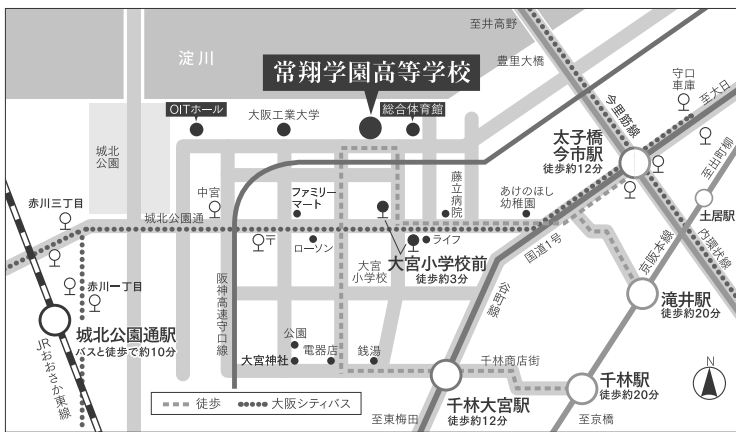 至井高野
淀川
豊里大橋
常翔学園高等学校
守口
車庫
至大日
今里筋線
OITホール
大阪工業大学
総合体育館
太子橋
今市駅
徒歩約12分
至出町柳
城北
公園
中宮
ファミリー
マート
藤立病院
あけのほし
幼稚園
土居駅
赤川三丁目
城北公園通
〒
ローソン
大宮
小学校
大宮小学校前
徒歩約3分
ライフ
国道1号
京阪本線
内環状線
赤川一丁目
阪神高速守口線
谷町線
滝井駅
徒歩約20分
城北公園通駅
バスと徒歩で約10分
JRおおさか東線
公園
電器店
銭湯
大宮神社
千林商店街
N
千林駅
徒歩約20分
千林大宮駅
徒歩約12分
徒歩
大阪シティバス
至東梅田
至京橋